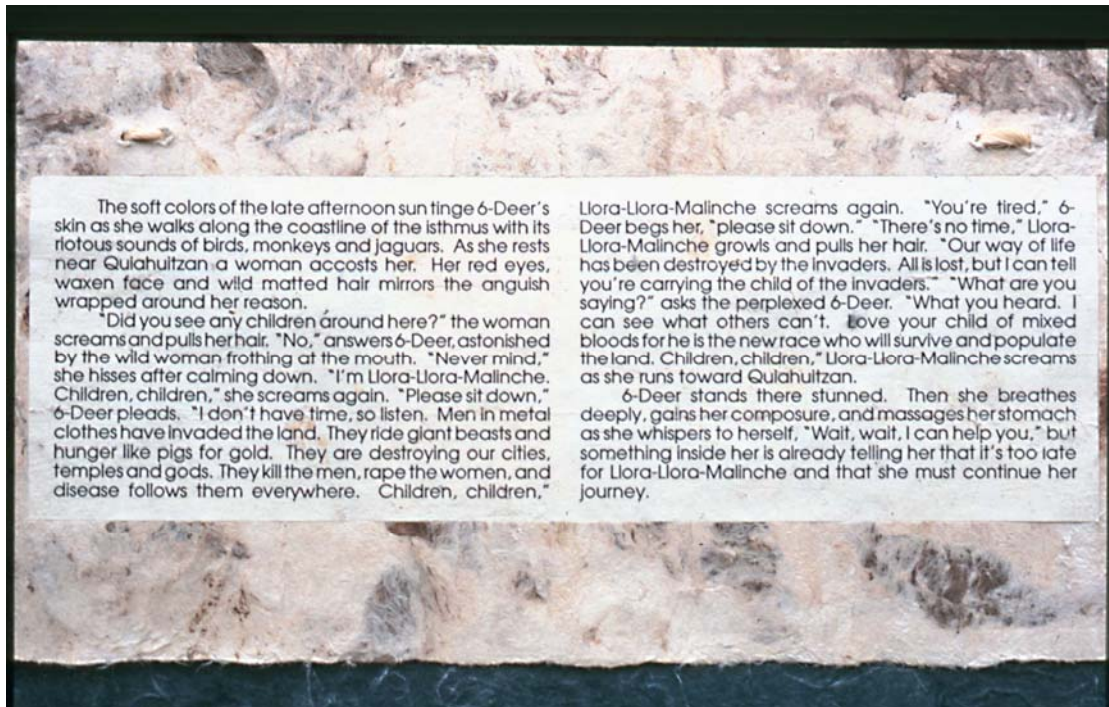 The soft colors of the late afternoon sun tinge 6-Deer's
skin as she walks along the coastline of the isthmus with its
riotous sounds of birds, monkeys and jaguars. As she rests
near Quiahuitzan a woman accosts her. Her red eyes,
waxen face and wild matted hair mirrors the anguish
wrapped around her reason.
"Did you see any children around here?" the woman
screams and pulls her hair. "No," answers 6-Deer, astonished
by the wild woman frothing at the mouth. "Never mind,"
she hisses after calming down. "I'm Llora-Llora-Malinche.
Children, children," she screams again. "Please sit down,"
6-Deer pleads. "I don't have time, so listen. Men in metal
clothes have invaded the land. They ride giant beasts and
hunger like pigs for gold. They are destroying our cities,
temples and gods. They kill the men, rape the women, and
disease follows them everywhere. Children, children,"
Llora-Llora-Malinche screams again. "You're tired," 6-
Deer begs her, "please sit down." "There's no time," Llora-
Llora-Malinche growls and pulls her hair. "Our way of life
has been destroyed by the invaders. All is lost, but I can tell
you're carrying the child of the invaders." "What are you
saying?" asks the perplexed 6-Deer. "What you heard. I
can see what others can't. Love your child of mixed
bloods for he is the new race who will survive and populate
the land. Children, children," Llora-Llora-Malinche screams
as she runs toward Quiahuitzan.
6-Deer stands there stunned. Then she breathes
deeply, gains her composure, and massages her stomach
as she whispers to herself, "Wait, wait, I can help you," but
something inside her is already telling her that it's too late
for Llora-Llora-Malinche and that she must continue her
journey.